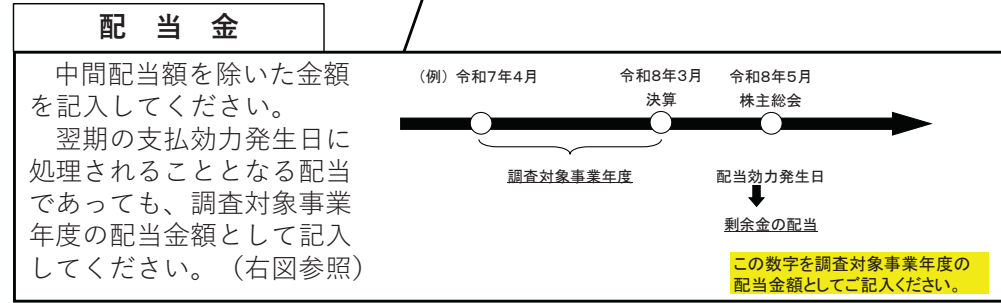 配当金
中間配当額を除いた金額
を記入してください。
翌期の支払効力発生日に
処理されることとなる配当
であっても、調査対象事業
年度の配当金額として記入
してください。（右図参照）
（例）令和7年4月
令和8年3月
決算
令和8年5月
株主総会
調査対象事業年度
配当効力発生日
剰余金の配当
この数字を調査対象事業年度の
配当金額としてご記入ください。